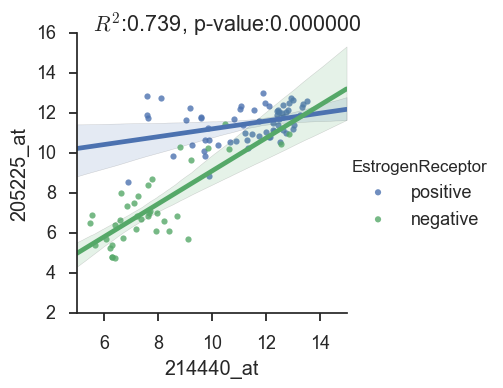 R²:0.739, p-value:0.000000
16
14
12
10
8
6
4
2
205225_at
6 8 10 12 14
214440_at
EstrogenReceptor
positive
negative